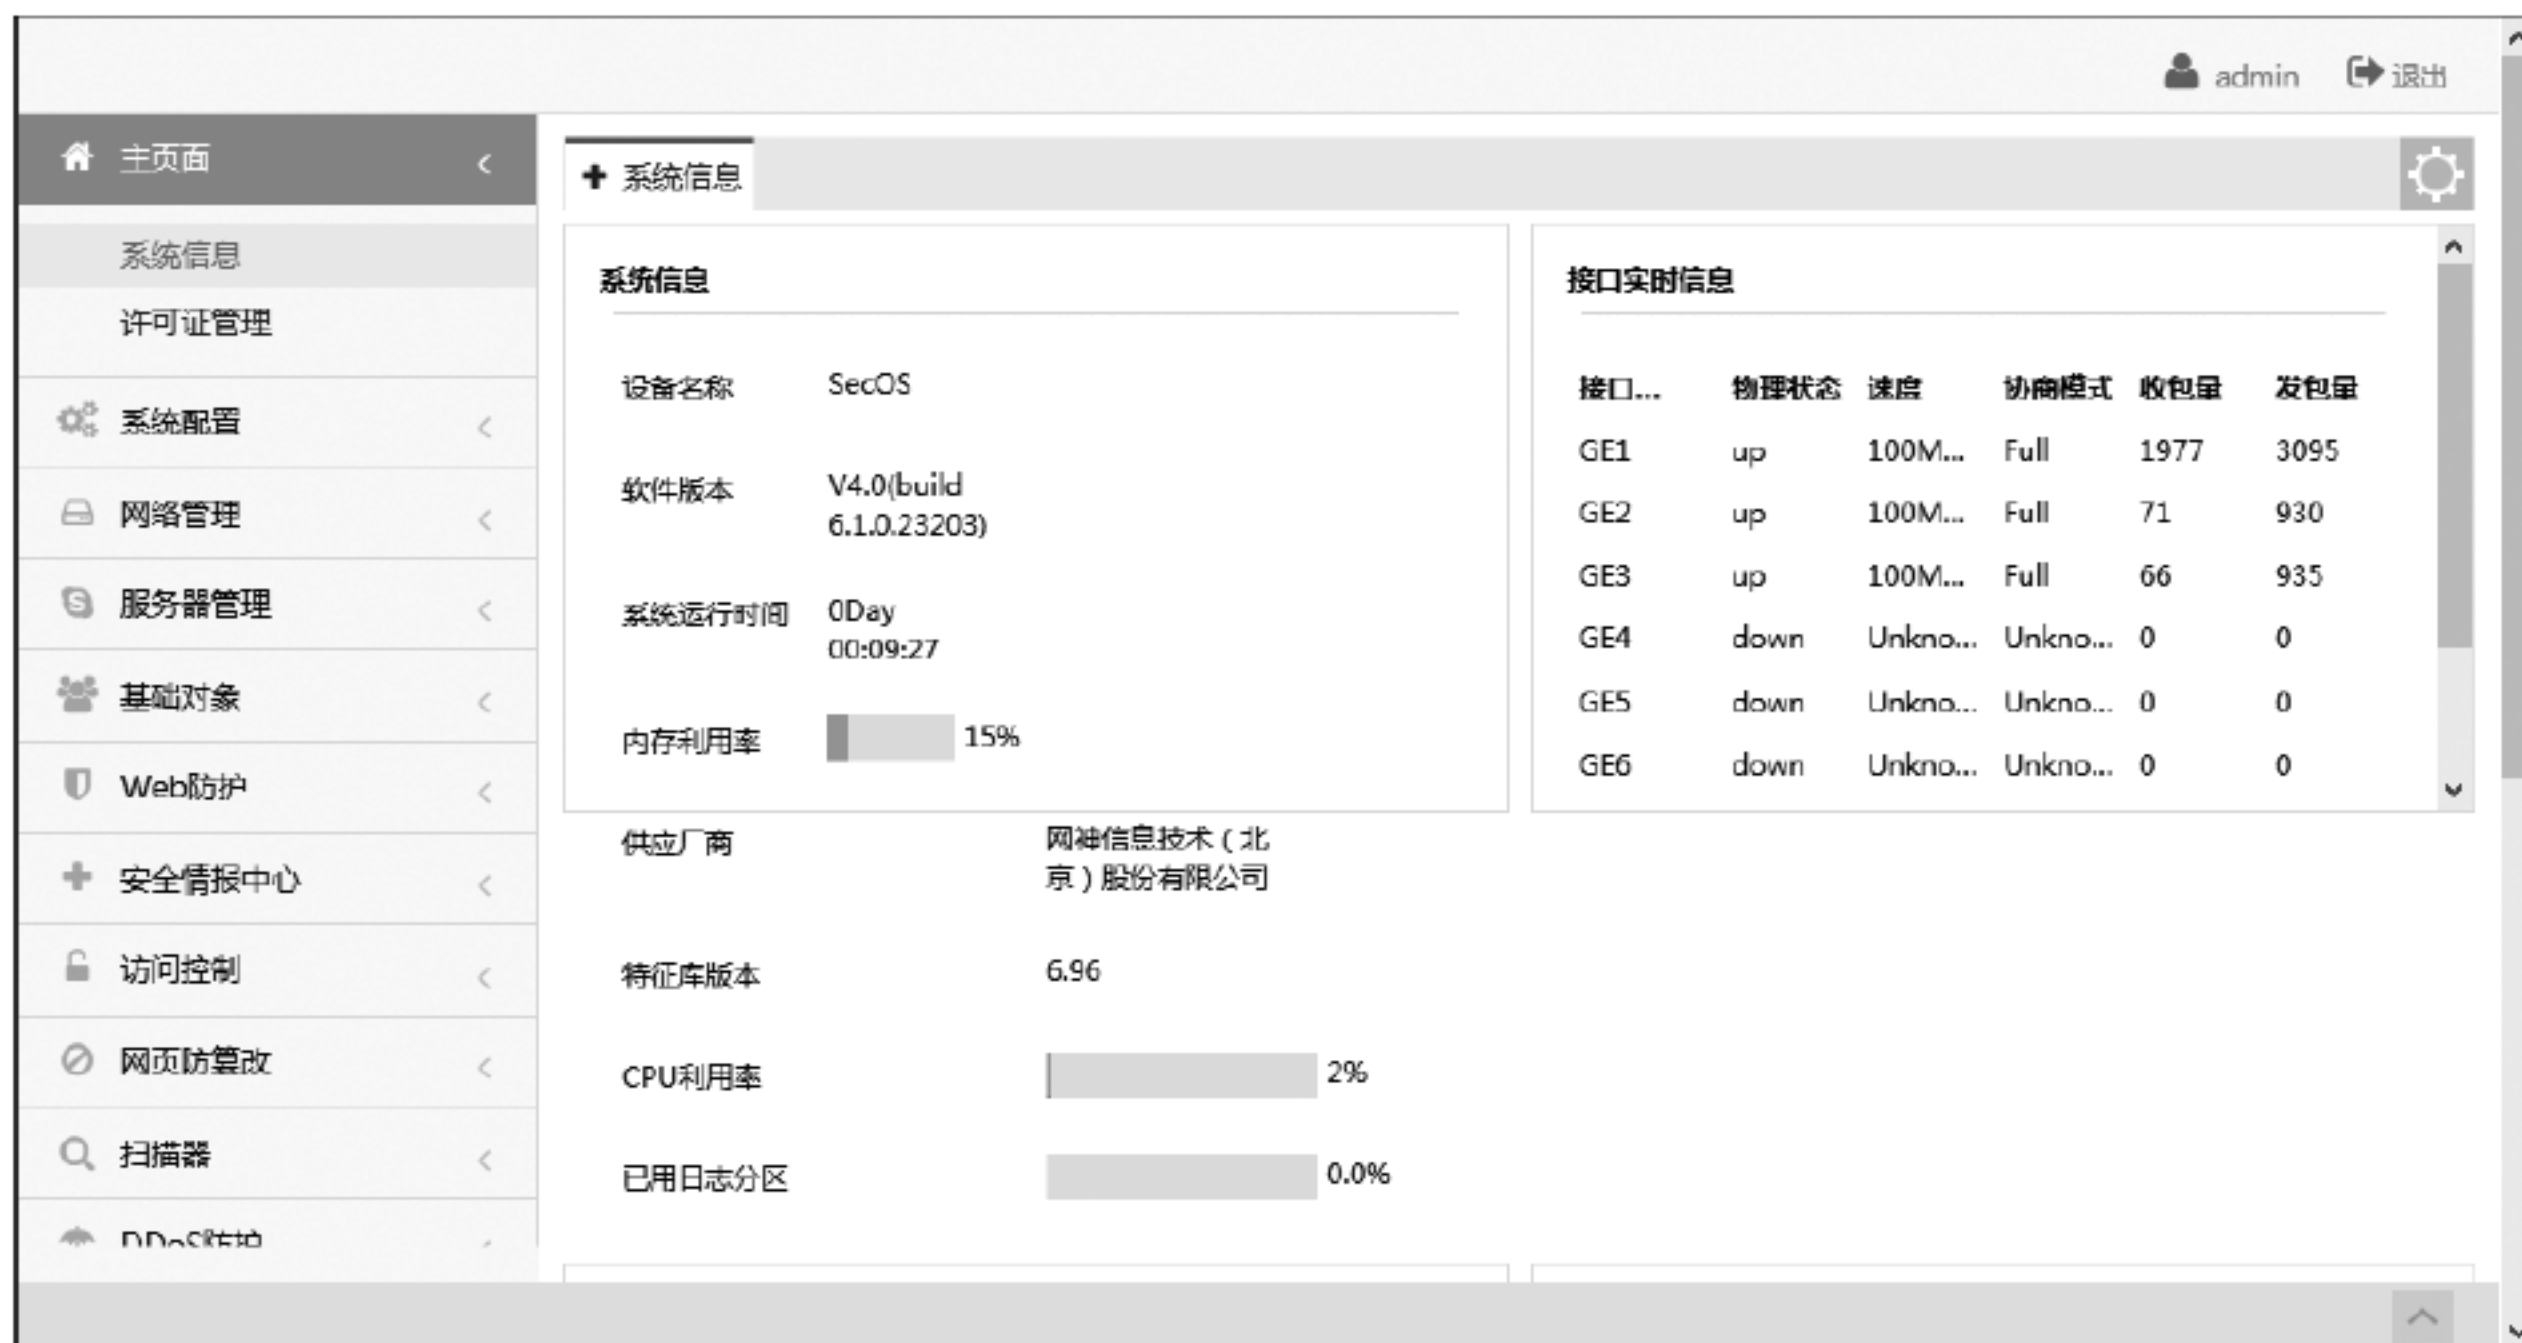 admin 退出
主页面
系统信息
许可证管理
系统配置
网络管理
服务器管理
基础对象
Web防护
安全情报中心
访问控制
网页防篡改
扫描器
DDoS防护
系统信息
系统信息
设备名称 SecOS
软件版本 V4.0(build
6.1.0.23203)
系统运行时间 0Day
00:09:27
内存利用率 15%
供应厂商 网神信息技术（北
京）股份有限公司
特征库版本 6.96
CPU利用率 2%
已用日志分区 0.0%
接口实时信息
接口... 物理状态 速度 协商模式 收包量 发包量
GE1 up 100M... Full 1977 3095
GE2 up 100M... Full 71 930
GE3 up 100M... Full 66 935
GE4 down Unkno... Unkno... 0 0
GE5 down Unkno... Unkno... 0 0
GE6 down Unkno... Unkno... 0 0